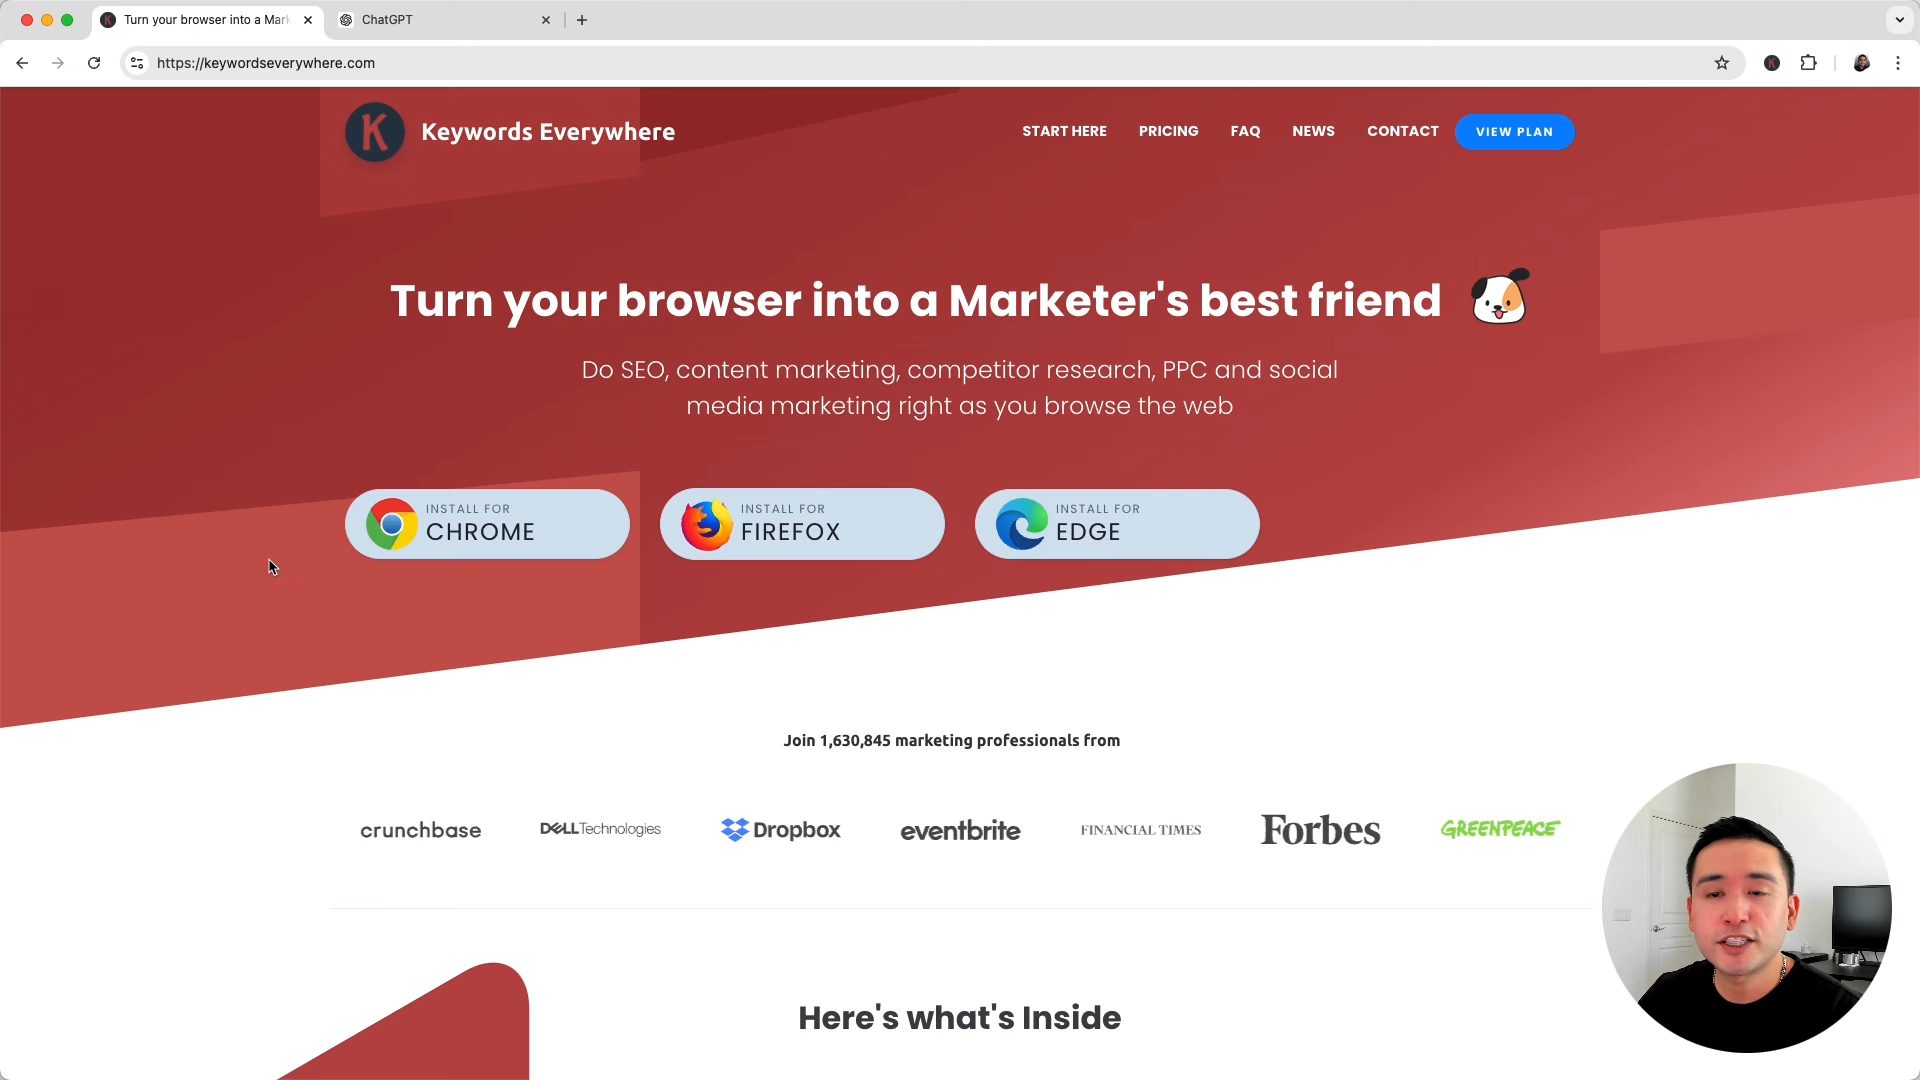 Turn your browser into a Mark
ChatGPT
https://keywordseverywhere.com
K
Keywords Everywhere
START HERE
PRICING
FAQ
NEWS
CONTACT
VIEW PLAN
Turn your browser into a Marketer's best friend
Do SEO, content marketing, competitor research, PPC and social
media marketing right as you browse the web
INSTALL FOR
CHROME
INSTALL FOR
FIREFOX
INSTALL FOR
EDGE
Join 1,630,845 marketing professionals from
crunchbase
DELLTechnologies
Dropbox
eventbrite
FINANCIAL TIMES
Forbes
GREENPEACE
Here's what's Inside